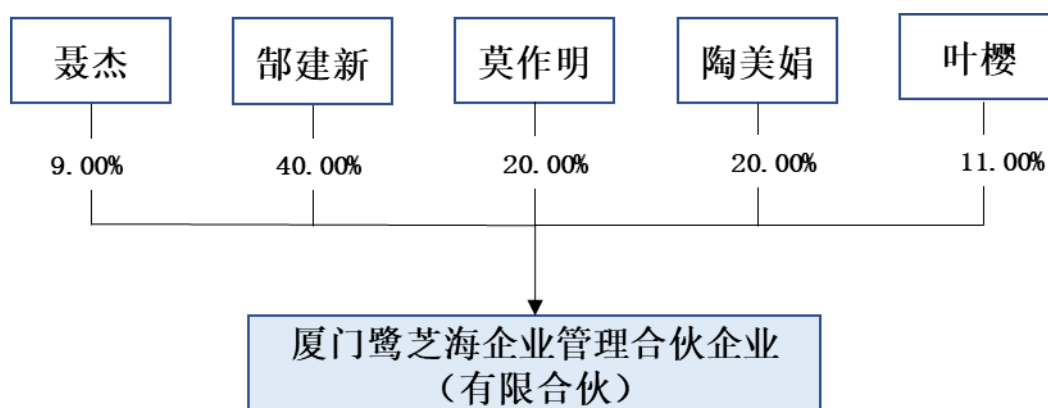 聂杰
郜建新
莫作明
陶美娟
叶樱
9.00%
40.00%
20.00%
20.00%
11.00%
厦门鹭芝海企业管理合伙企业
（有限合伙）